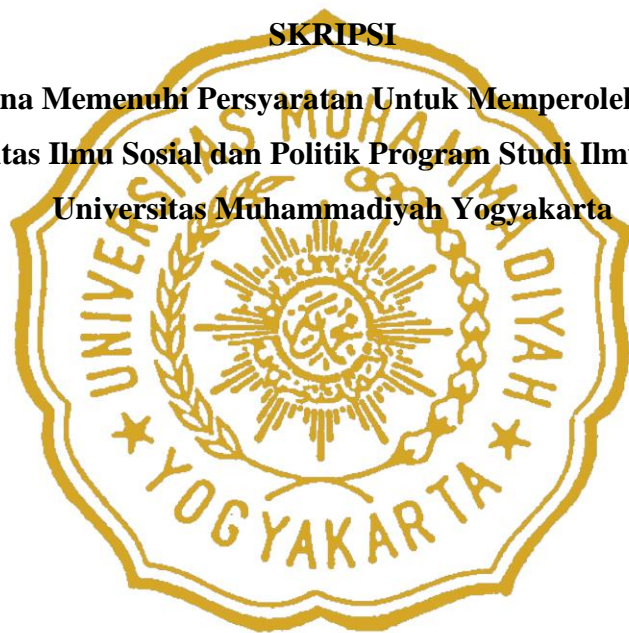 SKRIPSI
na Memenuhi Persyaratan Untuk Memperoleh
tas Ilmu Sosial dan Politik Program Studi Ilmu
Universitas Muhammadiyah Yogyakarta
UNIVERSITAS MUHAMMADIYAH
YOGYAKARTA